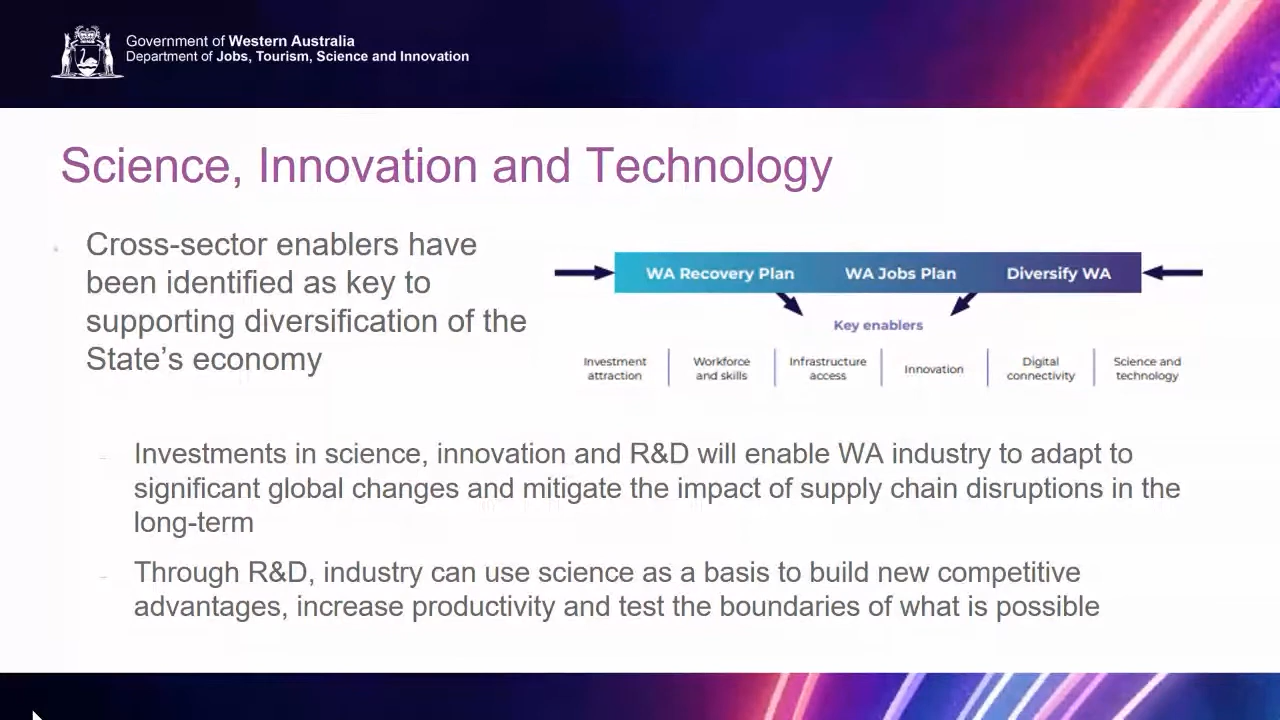 Government of Western Australia
Department of Jobs, Tourism, Science and Innovation
Science, Innovation and Technology
Cross-sector enablers have
been identified as key to
supporting diversification of the
State's economy
WA Recovery Plan WA Jobs Plan Diversify WA
Key enablers
Investment
attraction
Workforce
and skills
Infrastructure
access
Innovation
Digital
connectivity
Science and
technology
- Investments in science, innovation and R&D will enable WA industry to adapt to
significant global changes and mitigate the impact of supply chain disruptions in the
long-term
- Through R&D, industry can use science as a basis to build new competitive
advantages, increase productivity and test the boundaries of what is possible